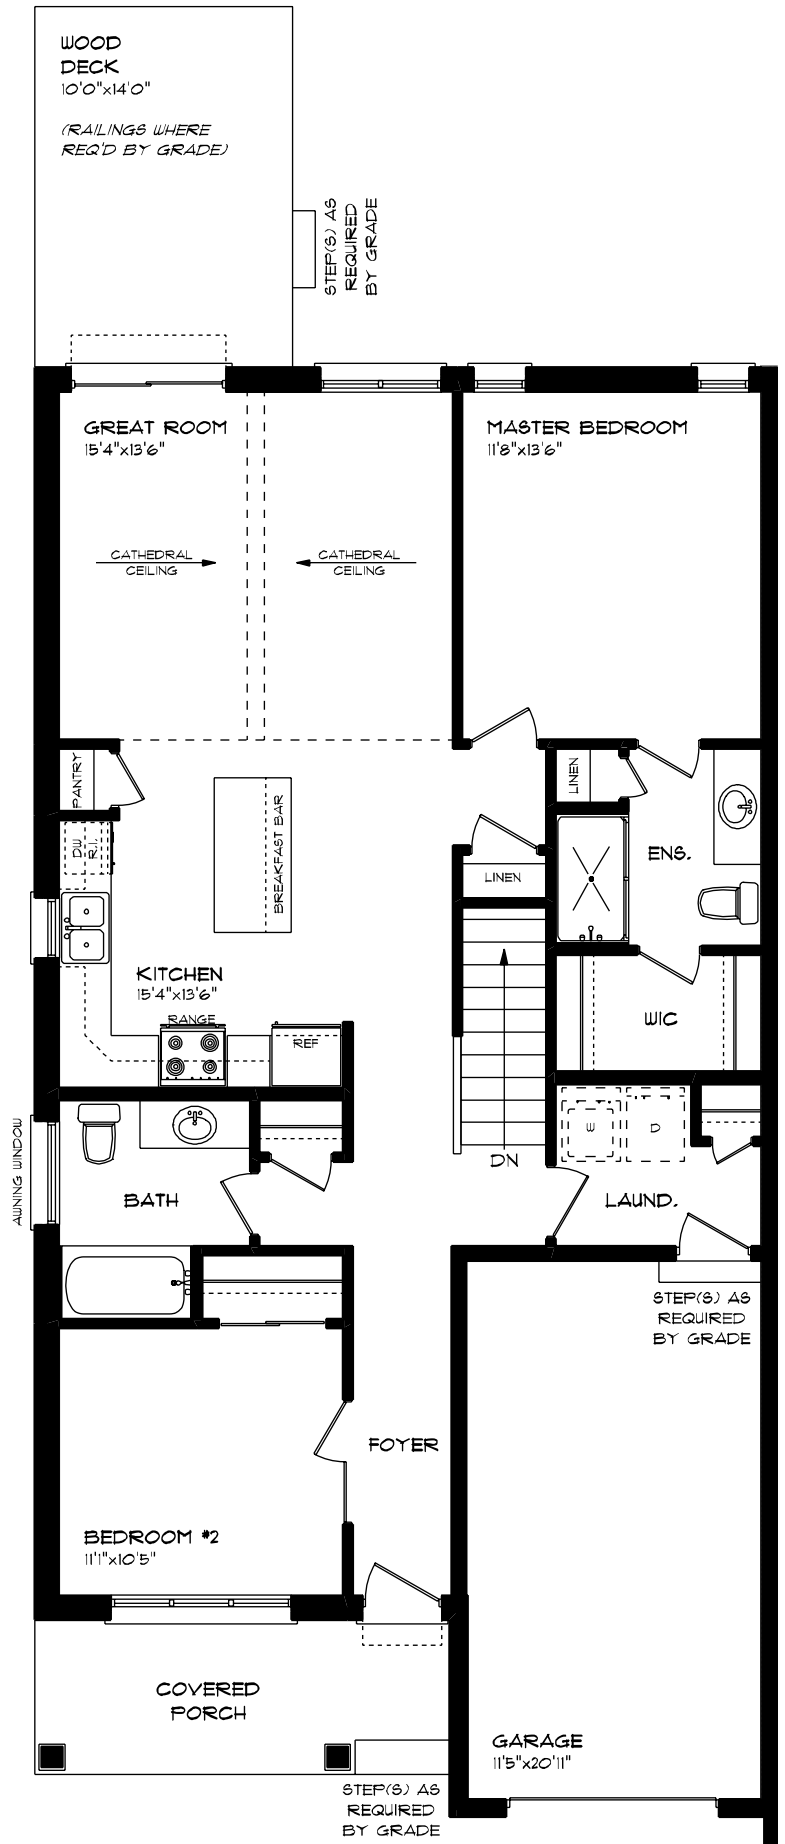 WOOD
DECK
10'0"x14'0"
(RAILINGS WHERE
REQ'D BY GRADE)
STEP(S) AS
REQUIRED
BY GRADE
GREAT ROOM
15'4"x13'6"
MASTER BEDROOM
11'8"x13'6"
CATHEDRAL
CEILING
CATHEDRAL
CEILING
PANTRY
LINEN
DW
R.I.
BREAKFAST BAR
ENS.
LINEN
KITCHEN
15'4"x13'6"
RANGE
REF
WIC
AWNING WINDOW
W
D
DN
BATH
LAUND.
STEP(S) AS
REQUIRED
BY GRADE
FOYER
BEDROOM #2
11'1"x10'5"
COVERED
PORCH
GARAGE
11'5"x20'11"
STEP(S) AS
REQUIRED
BY GRADE